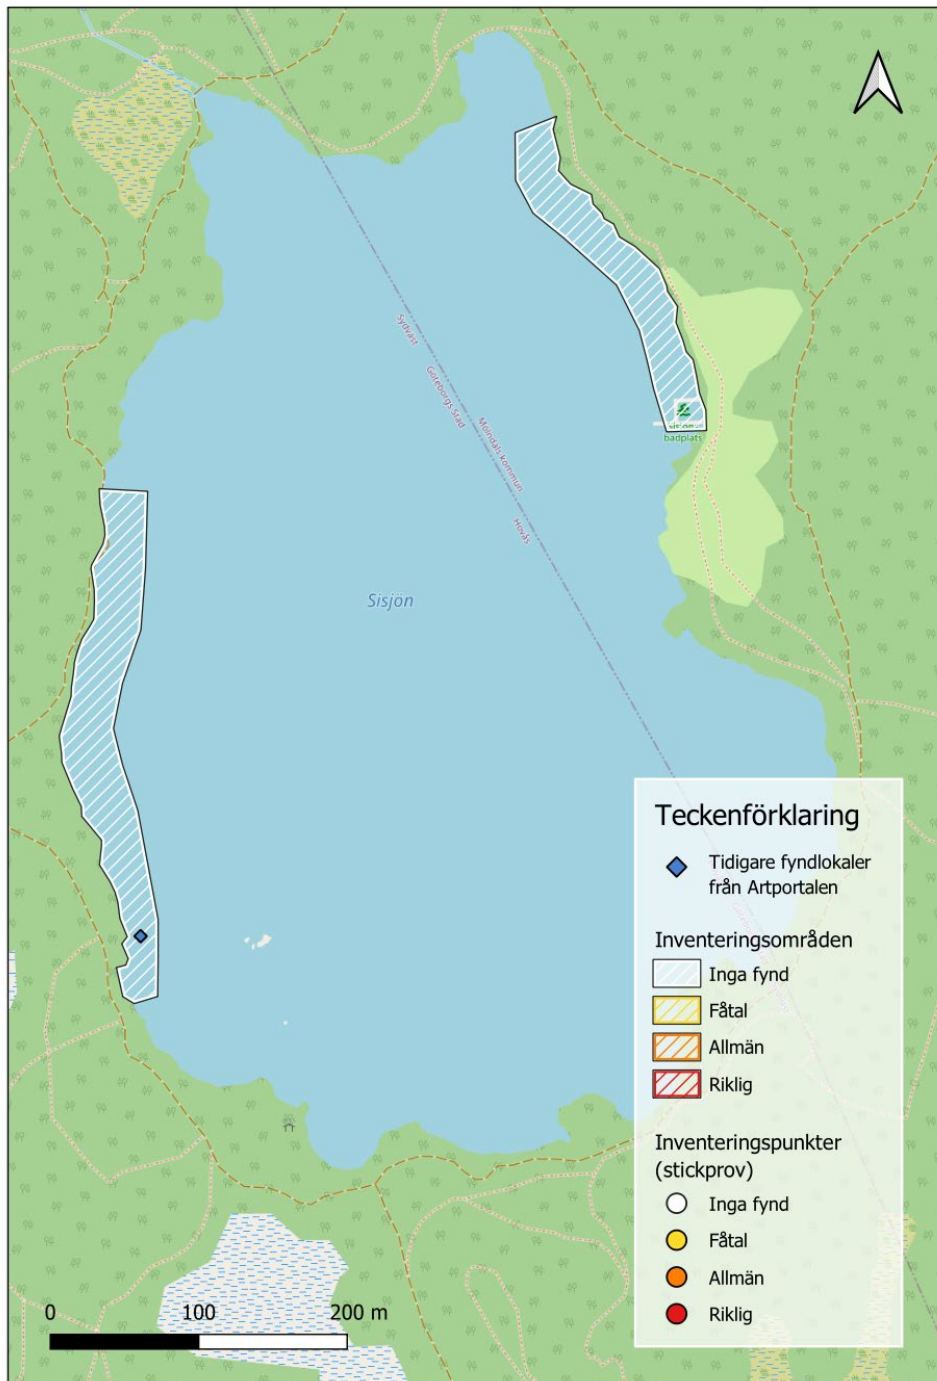 Sydväst
Göteborgs Stad
Mölndals kommun
Hovås
badplats
Sisjön
Teckenförklaring
Tidigare fyndlokaler
från Artportalen
Inventeringsområden
Inga fynd
Fåtal
Allmän
Riklig
Inventeringspunkter
(stickprov)
Inga fynd
Fåtal
Allmän
Riklig
0 100 200 m